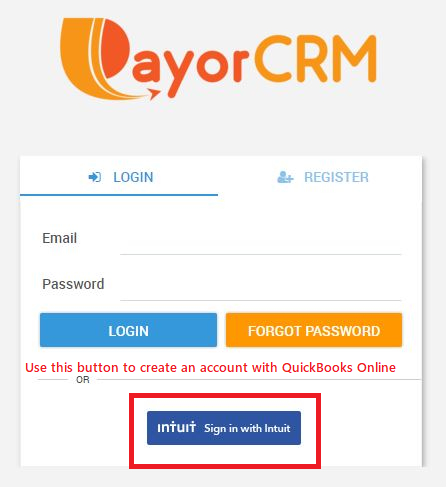 LayorCRM
LOGIN
REGISTER
Email
Password
LOGIN
FORGOT PASSWORD
Use this button to create an account with QuickBooks Online
OR
intuit Sign in with Intuit